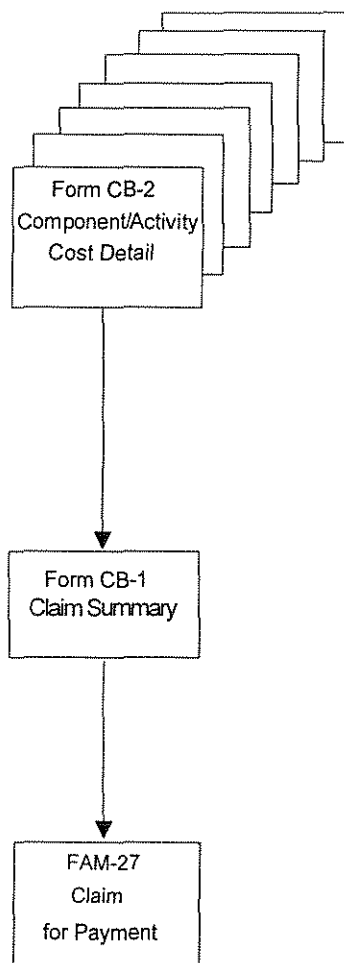 Form CB-2
Component/Activity
Cost Detail
Form CB-1
Claim Summary
FAM-27
Claim
for Payment